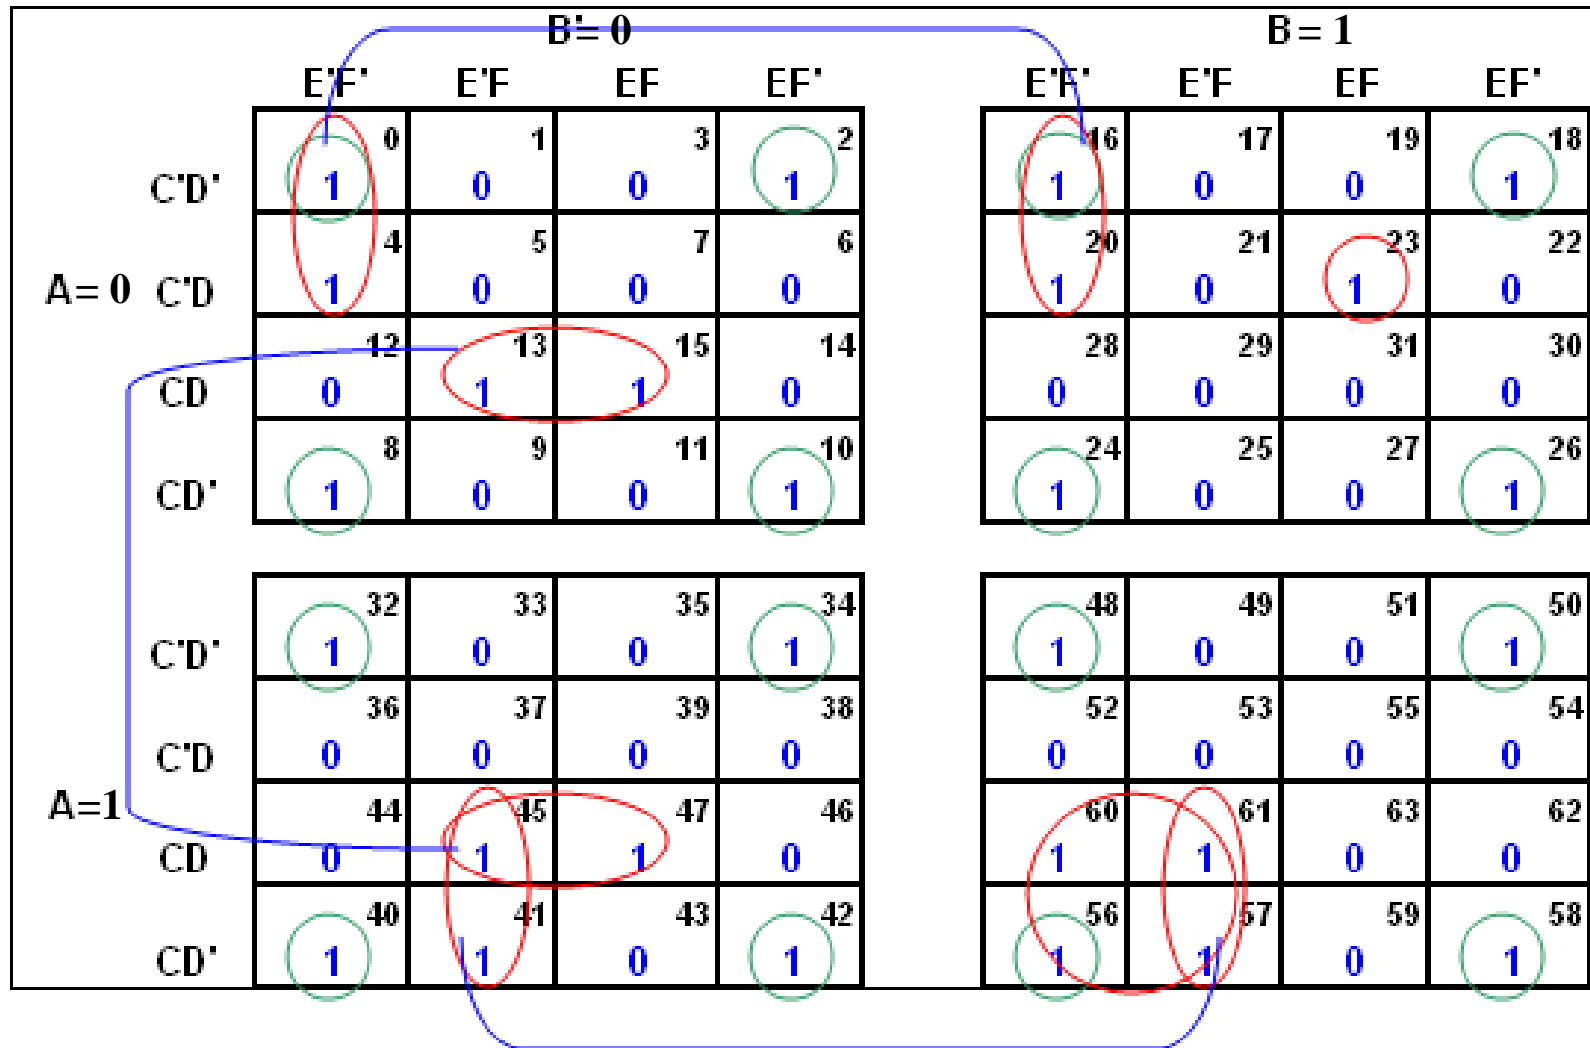 B'= 0 B = 1
E'F' E'F EF EF' E'F' E'F EF EF'
0 1 3 2 16 17 19 18
C'D' 1 0 0 1 1 0 0 1
4 5 7 6 20 21 23 22
A= 0 C'D 1 0 0 0 1 0 1 0
12 13 15 14 28 29 31 30
CD 0 1 1 0 0 0 0 0
8 9 11 10 24 25 27 26
CD' 1 0 0 1 1 0 0 1
32 33 35 34 48 49 51 50
C'D' 1 0 0 1 1 0 0 1
36 37 39 38 52 53 55 54
C'D 0 0 0 0 0 0 0 0
A=1 44 45 47 46 60 61 63 62
CD 0 1 1 0 1 1 0 0
40 41 43 42 56 57 59 58
CD' 1 1 0 1 1 1 0 1